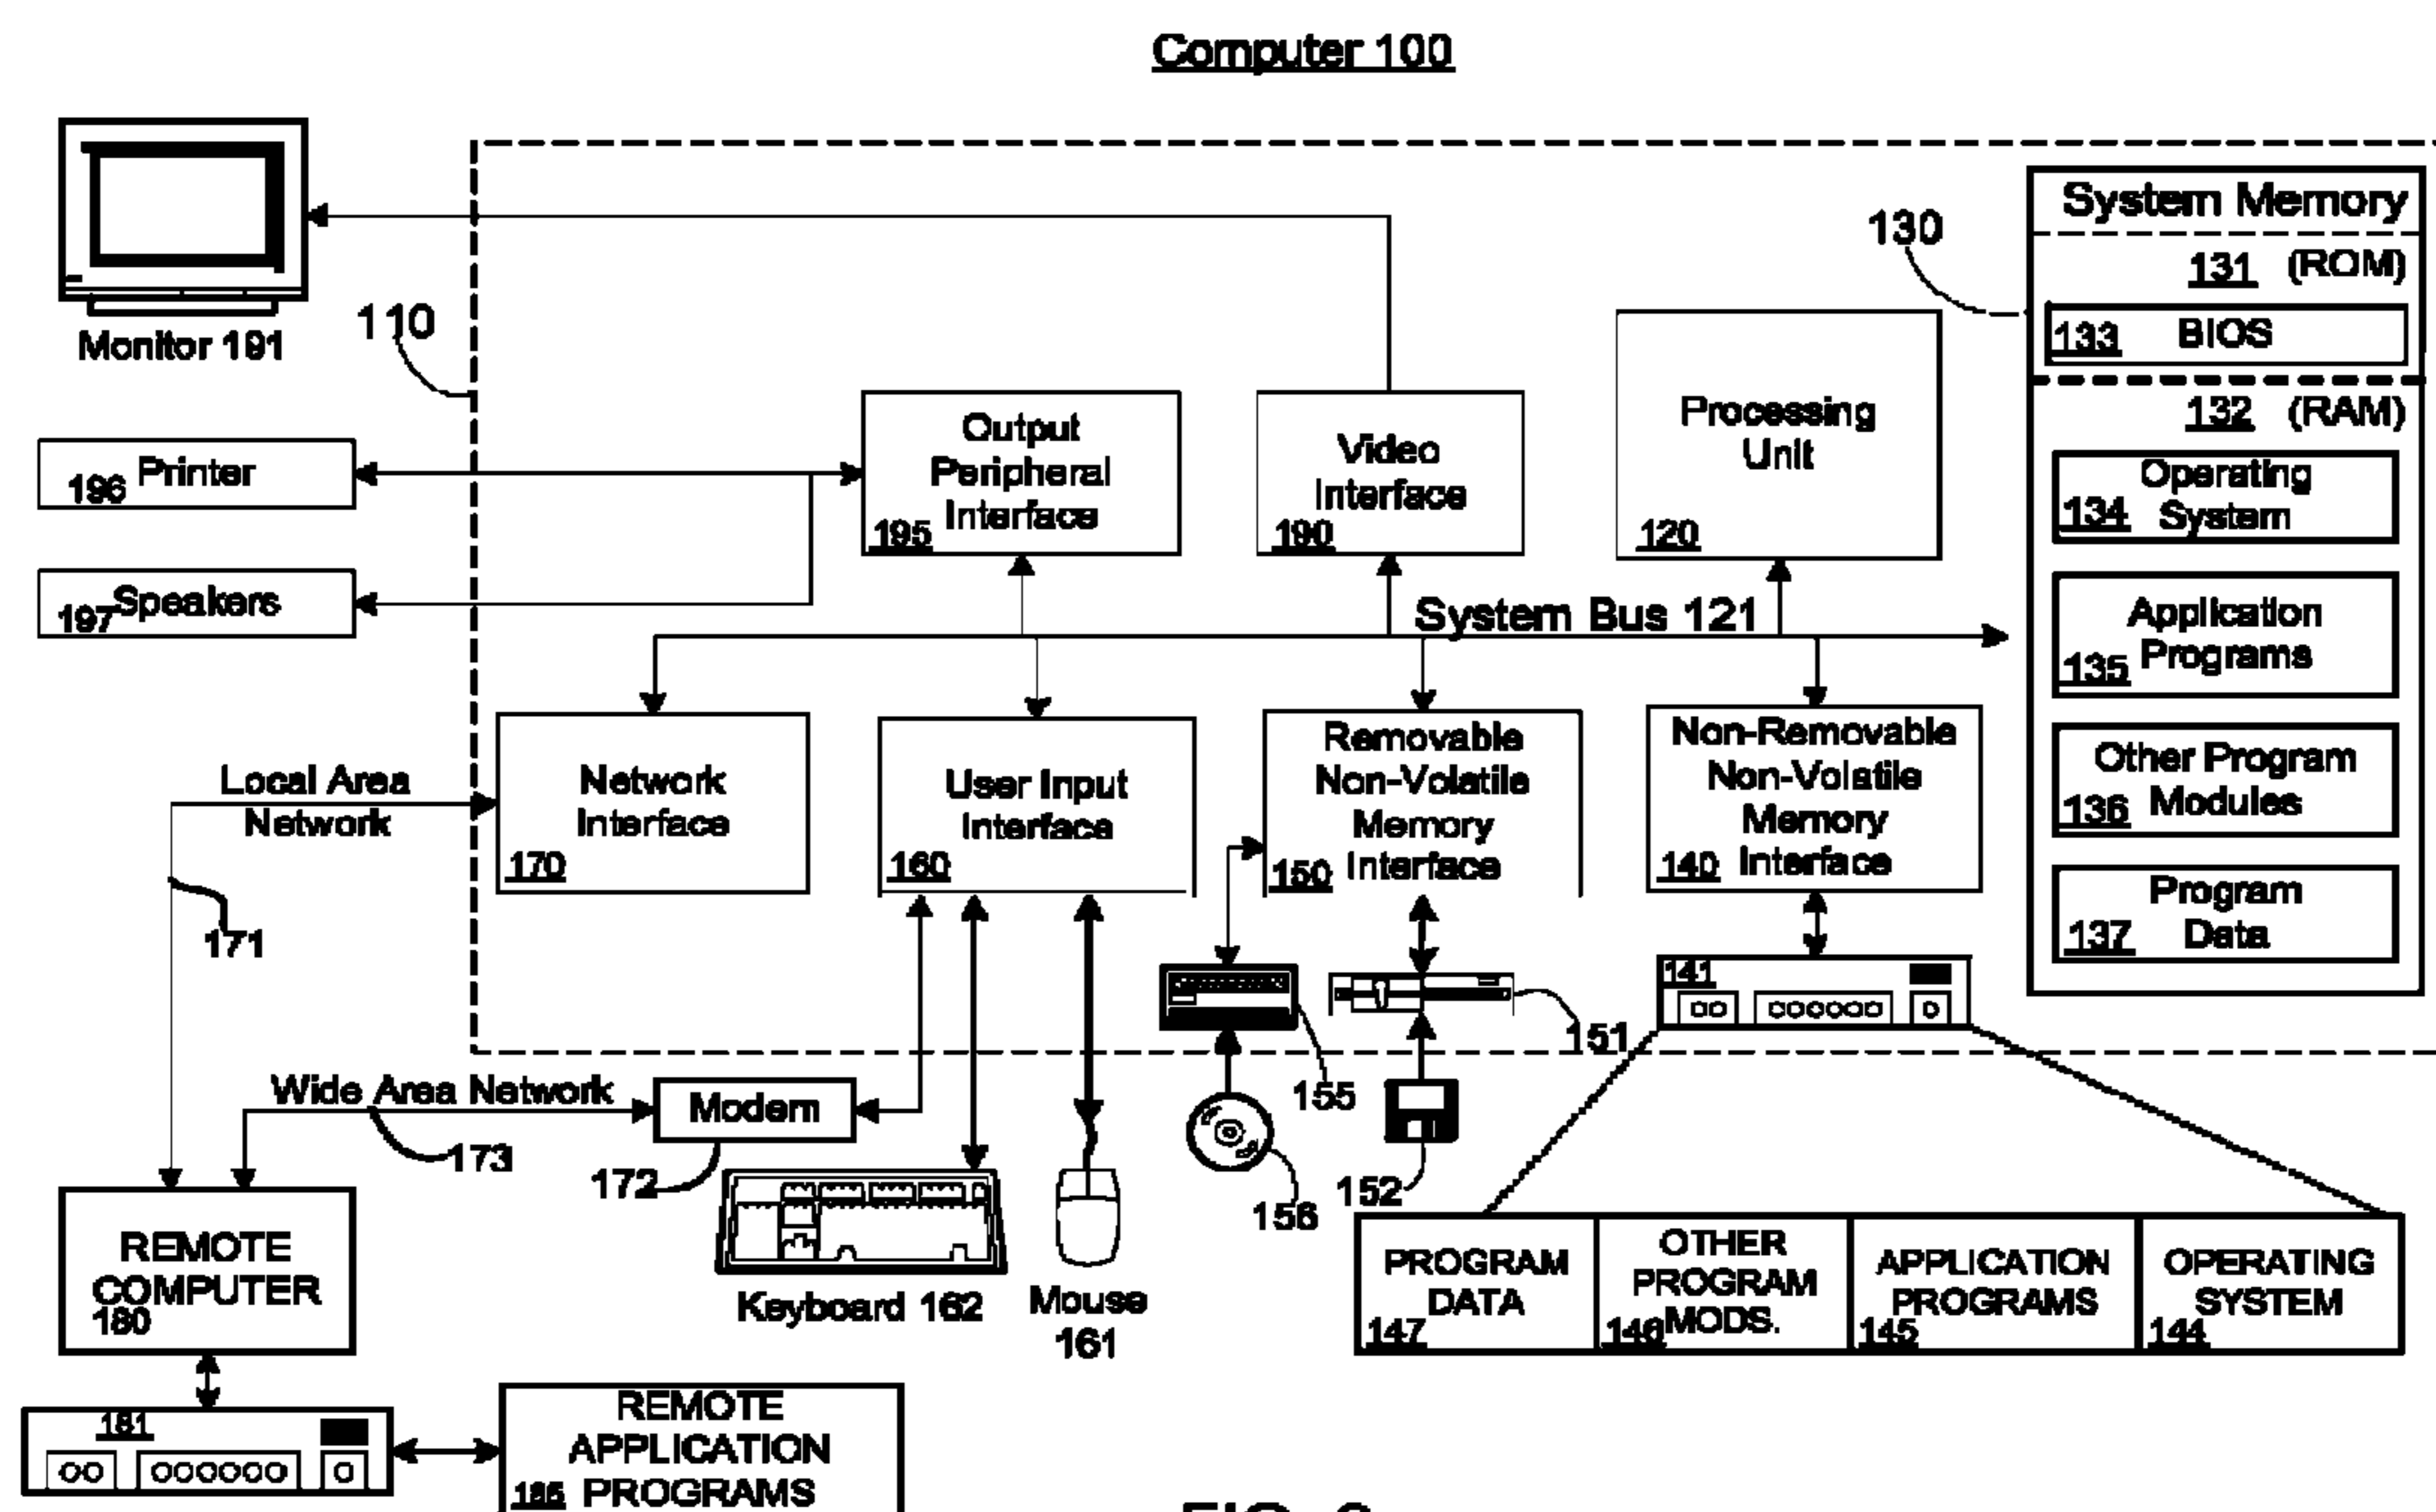 Computer 100
Monitor 191
110
130
System Memory
131 (ROM)
133 BIOS
132 (RAM)
134 Operating
System
135 Application
Programs
136 Other Program
Modules
137 Program
Data
196 Printer
197 Speakers
Output
Peripheral
Interface
195
Video
Interface
190
Processing
Unit
120
System Bus 121
Local Area
Network
171
Network
Interface
170
User Input
Interface
160
Removable
Non-Volatile
Memory
150 Interface
Non-Removable
Non-Volatile
Memory
140 Interface
141
151
155
156
152
Wide Area Network
173
Modem
172
Keyboard 162
Mouse
161
REMOTE
COMPUTER
180
181
REMOTE
APPLICATION
185 PROGRAMS
PROGRAM
DATA
147
OTHER
PROGRAM
146 MODS.
APPLICATION
PROGRAMS
145
OPERATING
SYSTEM
144